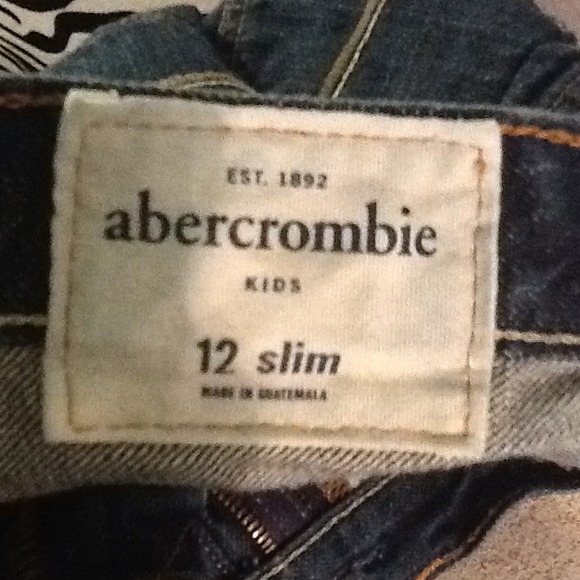 EST. 1892
abercrombie
KIDS
12 slim
MADE IN GUATEMALA